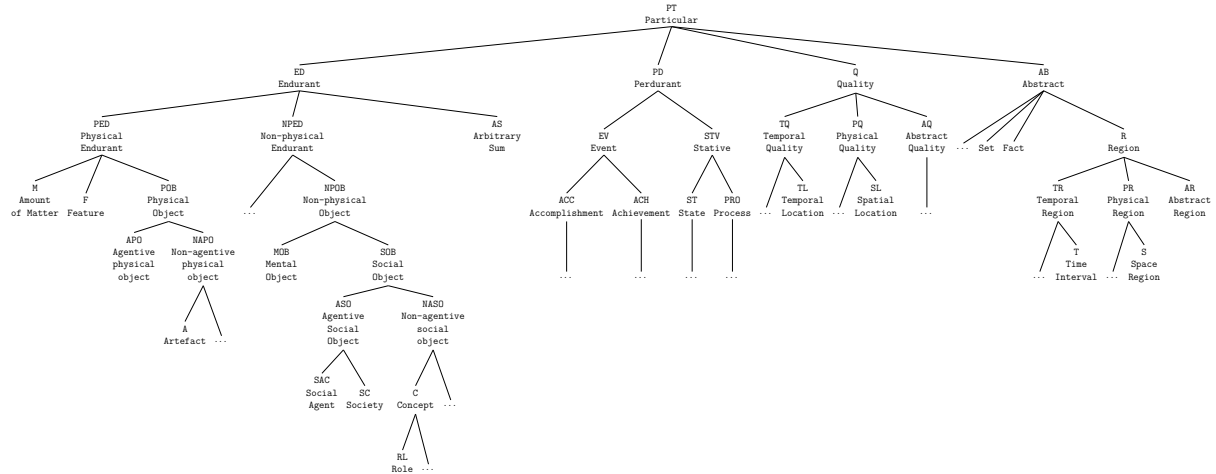 PT
Particular
ED
Endurant
PD
Perdurant
Q
Quality
AB
Abstract
PED
Physical
Endurant
NPED
Non-physical
Endurant
AS
Arbitrary
Sum
EV
Event
STV
Stative
TQ
Temporal
Quality
PQ
Physical
Quality
AQ
Abstract
Quality
...
Set
Fact
R
Region
M
Amount
of Matter
F
Feature
POB
Physical
Object
...
NPOB
Non-physical
Object
ACC
Accomplishment
ACH
Achievement
ST
State
PRO
Process
...
TL
Temporal
Location
...
SL
Spatial
Location
...
TR
Temporal
Region
PR
Physical
Region
AR
Abstract
Region
APO
Agentive
physical
object
NAPO
Non-agentive
physical
object
MOB
Mental
Object
SOB
Social
Object
...
...
...
...
...
T
Time
Interval
...
S
Space
Region
A
Artefact
...
ASO
Agentive
Social
Object
NASO
Non-agentive
social
object
SAC
Social
Agent
SC
Society
C
Concept
...
RL
Role
...